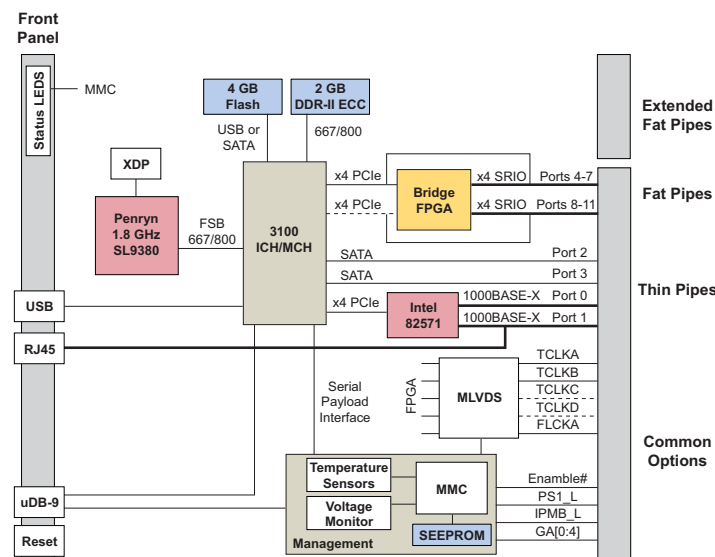 Front
Panel
Status LEDS
MMC
4 GB
Flash
2 GB
DDR-II ECC
USB or
SATA
667/800
Extended
Fat Pipes
XDP
Penryn
1.8 GHz
SL9380
FSB
667/800
3100
ICH/MCH
x4 PCIe
x4 PCIe
Bridge
FPGA
x4 SRIO
Ports 4-7
x4 SRIO
Ports 8-11
Fat Pipes
SATA
Port 2
SATA
Port 3
Thin Pipes
x4 PCIe
Intel
82571
1000BASE-X
Port 0
1000BASE-X
Port 1
USB
RJ45
Serial
Payload
Interface
FPGA
MLVDS
TCLKA
TCLKB
TCLKC
TCLKD
FLCKA
Common
Options
Temperature
Sensors
Voltage
Monitor
MMC
SEEPROM
Management
Enamble#
PS1_L
IPMB_L
GA[0:4]
uDB-9
Reset